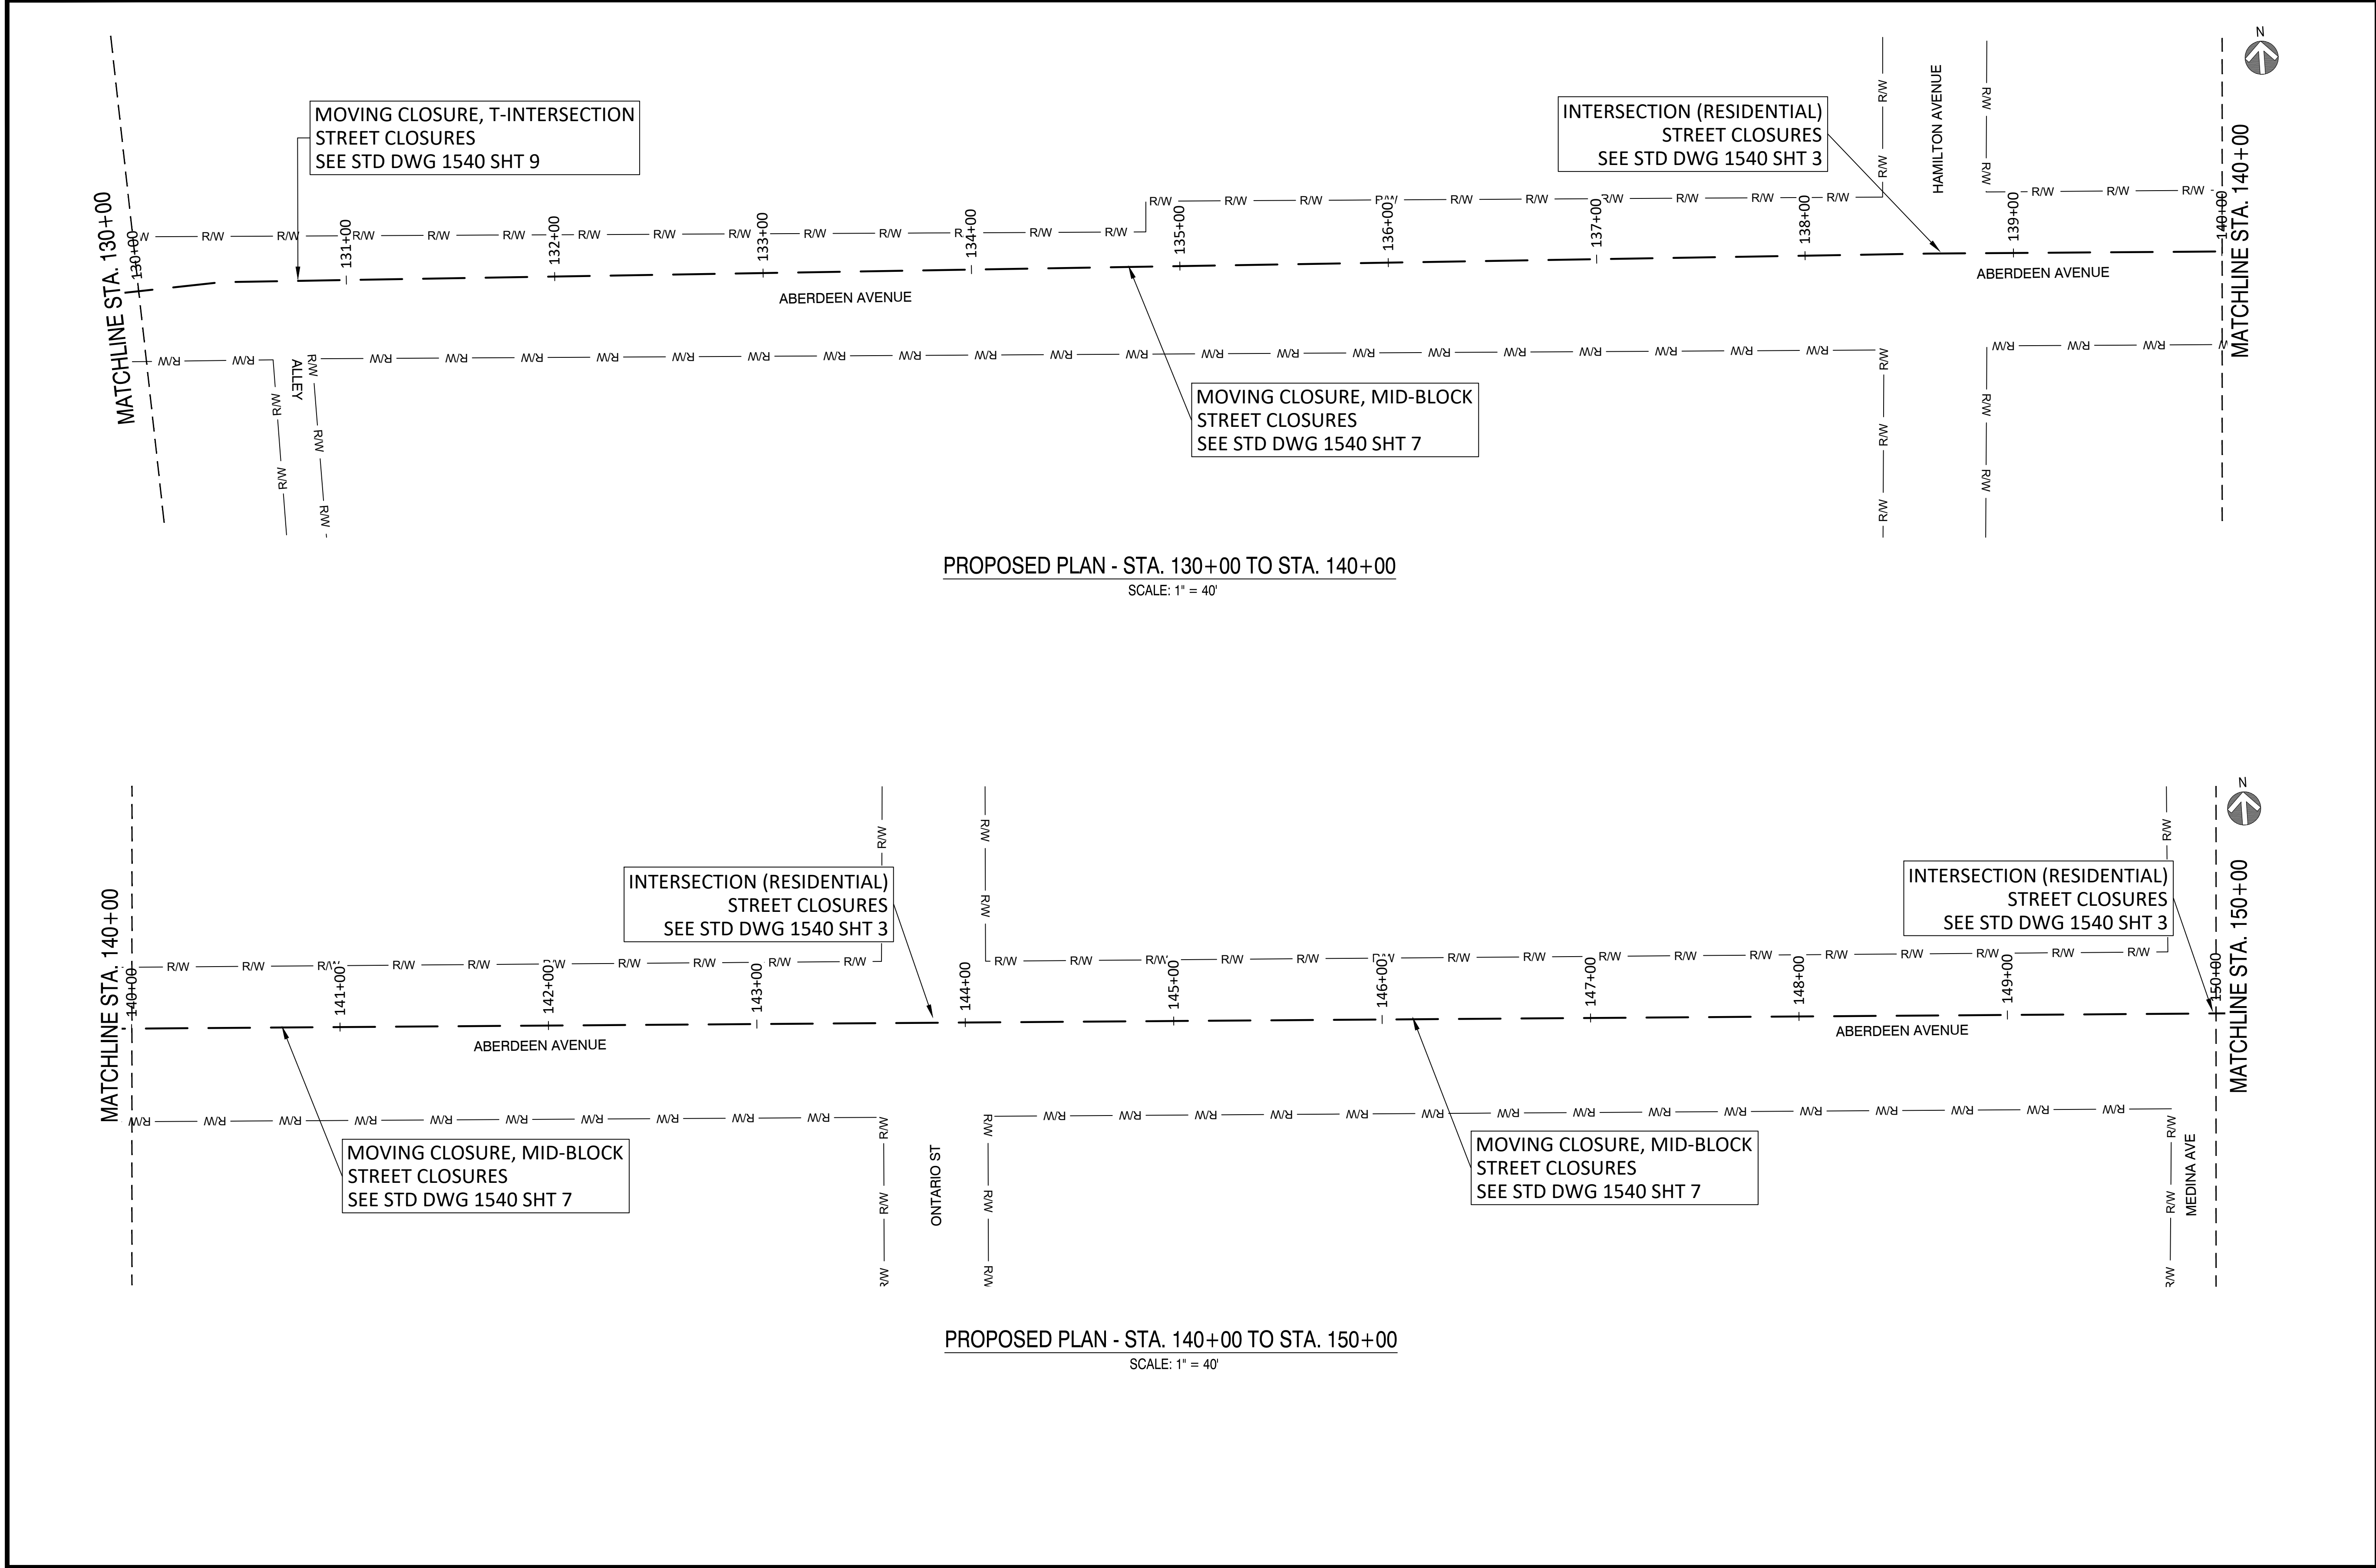 N
MOVING CLOSURE, T-INTERSECTION
STREET CLOSURES
SEE STD DWG 1540 SHT 9
INTERSECTION (RESIDENTIAL)
STREET CLOSURES
SEE STD DWG 1540 SHT 3
HAMILTON AVENUE
MATCHLINE STA. 130+00
130+00
131+00
132+00
133+00
134+00
135+00
136+00
137+00
138+00
139+00
140+00
MATCHLINE STA. 140+00
R/W
ABERDEEN AVENUE
ABERDEEN AVENUE
ALLEY
MOVING CLOSURE, MID-BLOCK
STREET CLOSURES
SEE STD DWG 1540 SHT 7
PROPOSED PLAN - STA. 130+00 TO STA. 140+00
SCALE: 1" = 40'
N
INTERSECTION (RESIDENTIAL)
STREET CLOSURES
SEE STD DWG 1540 SHT 3
INTERSECTION (RESIDENTIAL)
STREET CLOSURES
SEE STD DWG 1540 SHT 3
MATCHLINE STA. 140+00
140+00
141+00
142+00
143+00
144+00
145+00
146+00
147+00
148+00
149+00
150+00
MATCHLINE STA. 150+00
R/W
ABERDEEN AVENUE
ABERDEEN AVENUE
MOVING CLOSURE, MID-BLOCK
STREET CLOSURES
SEE STD DWG 1540 SHT 7
ONTARIO ST
MOVING CLOSURE, MID-BLOCK
STREET CLOSURES
SEE STD DWG 1540 SHT 7
MEDINA AVE
PROPOSED PLAN - STA. 140+00 TO STA. 150+00
SCALE: 1" = 40'